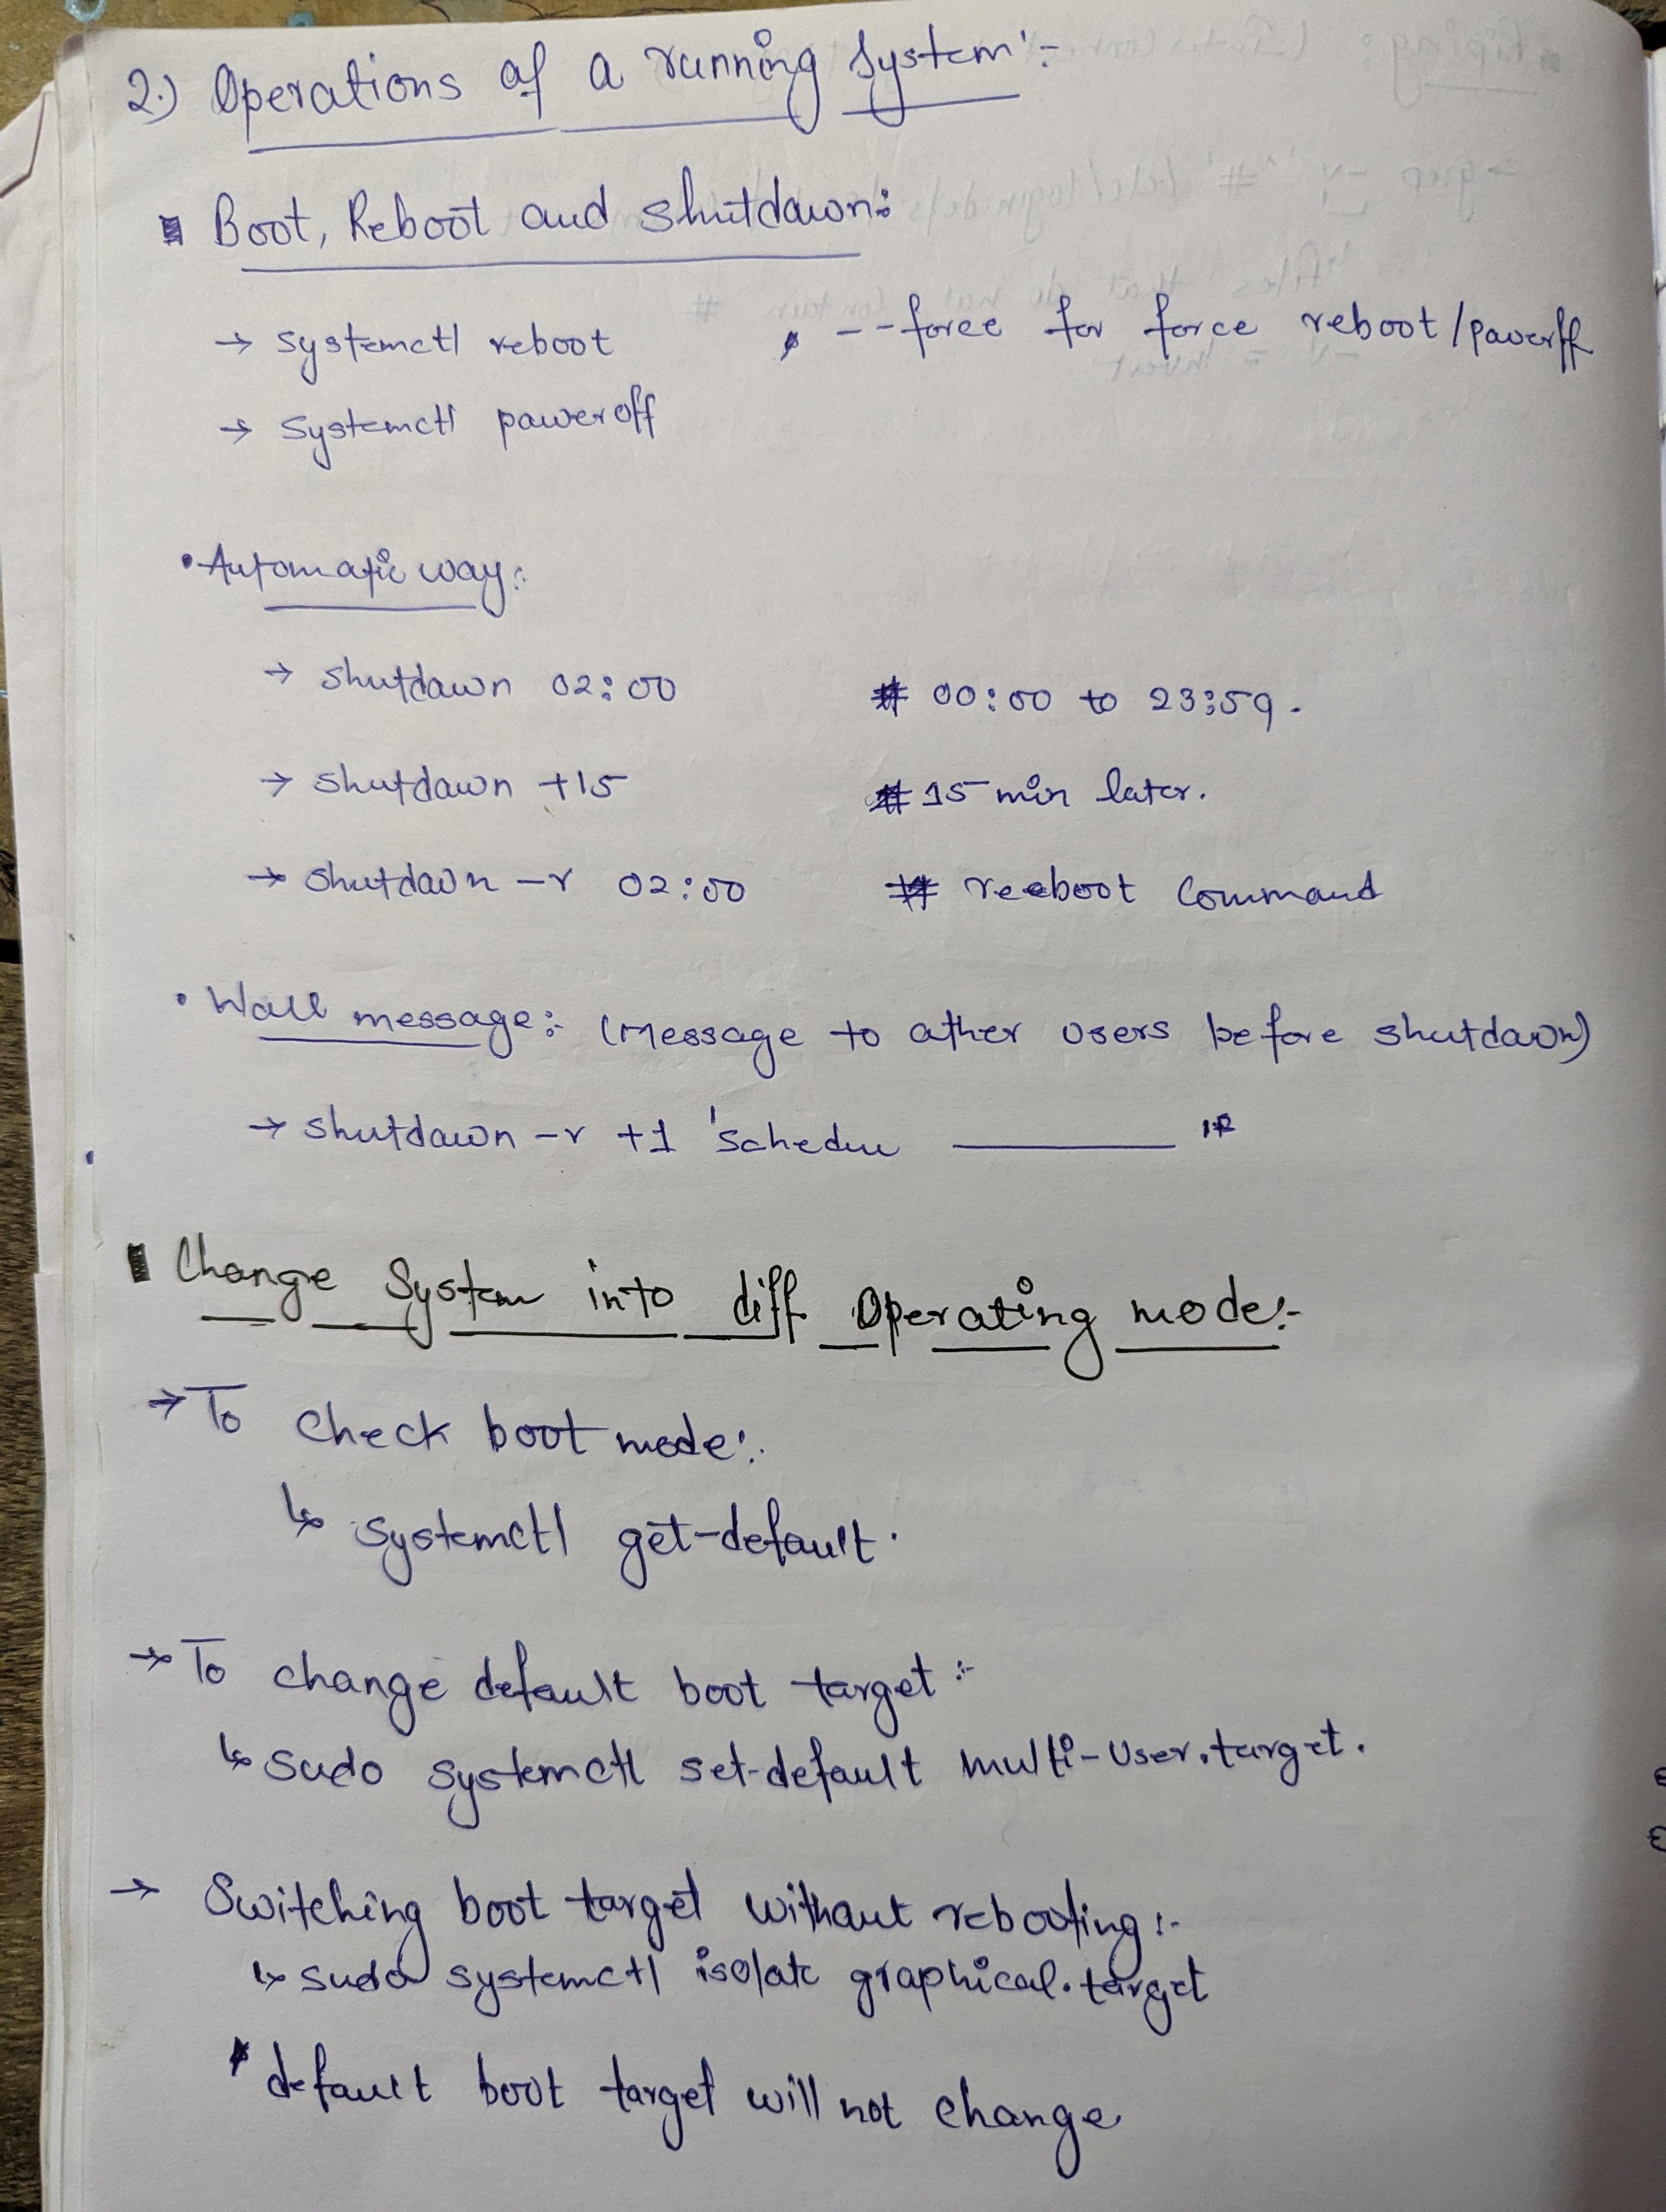 2.) Operations of a running System:-
▪ Boot, Reboot and shutdown:
→ systemctl reboot
* --force for force reboot/poweroff
→ systemctl poweroff
• Automatic way:
→ shutdown 02:00 # 00:00 to 23:59.
→ shutdown +15 # 15 min later.
→ shutdown -r 02:00 # reeboot Command
• Wall message:- (Message to other users before shutdown)
→ shutdown -r +1 'schedu ———— '
▪ Change System into diff Operating mode:-
→ To check boot mode:-
↳ systemctl get-default.
→ To change default boot target :-
↳ sudo systemctl set-default multi-user.target.
→ Switching boot target without rebooting :-
↳ sudo systemctl isolate graphical.target
* default boot target will not change